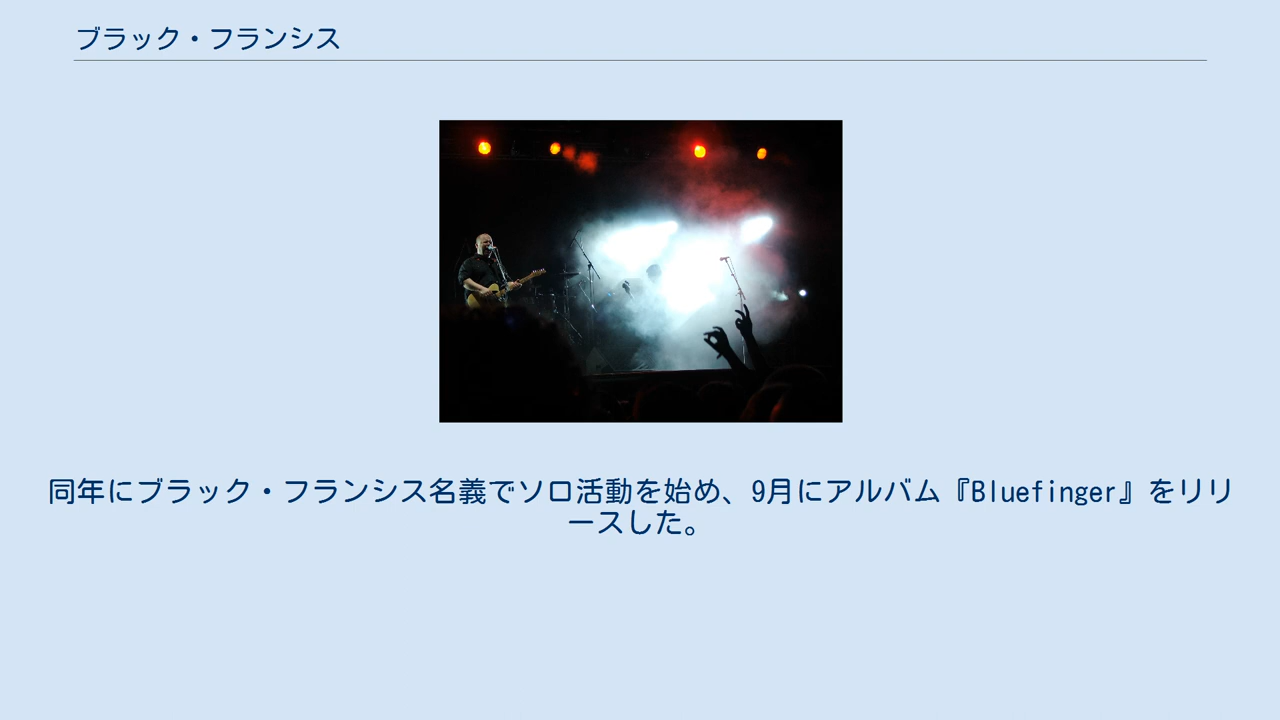 ブラック・フランシス
同年にブラック・フランシス名義でソロ活動を始め、9月にアルバム『Bluefinger』をリリ
ースした。